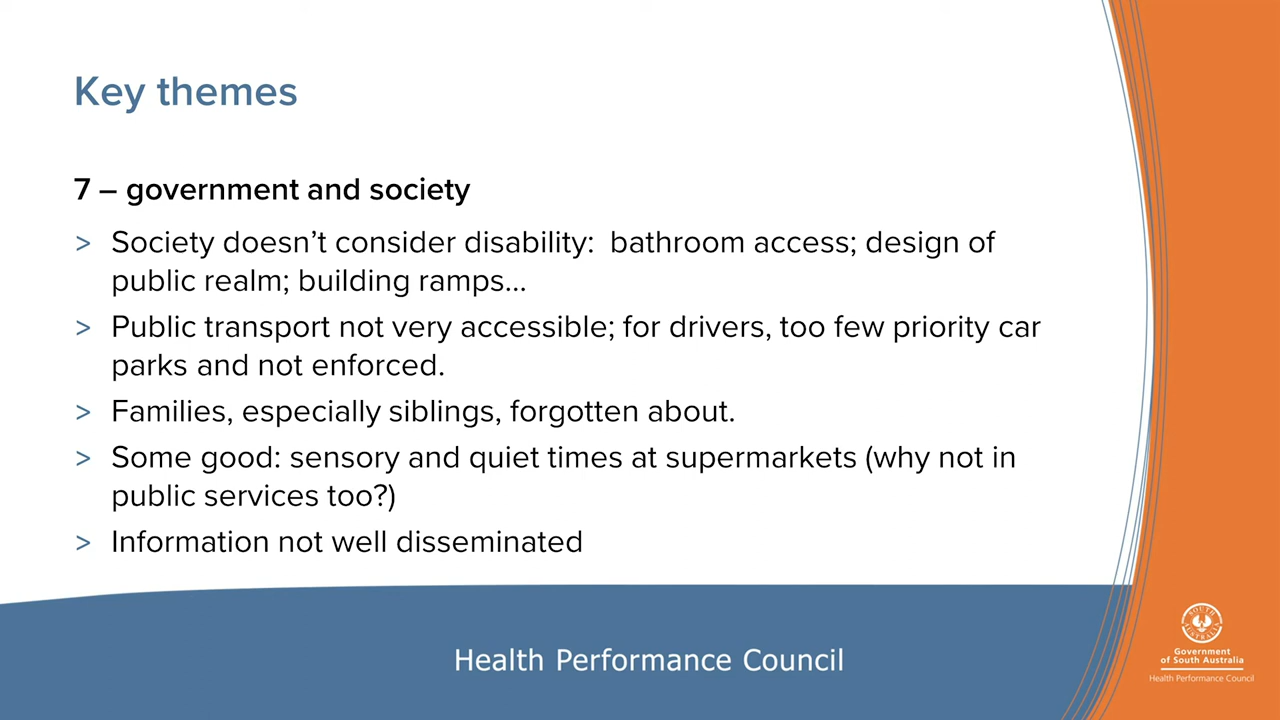 Key themes
7 – government and society
> Society doesn’t consider disability:  bathroom access; design of
public realm; building ramps...
> Public transport not very accessible; for drivers, too few priority car
parks and not enforced.
> Families, especially siblings, forgotten about.
> Some good: sensory and quiet times at supermarkets (why not in
public services too?)
> Information not well disseminated
Health Performance Council
SOUTH AUSTRALIA
Government
of South Australia
Health Performance Council